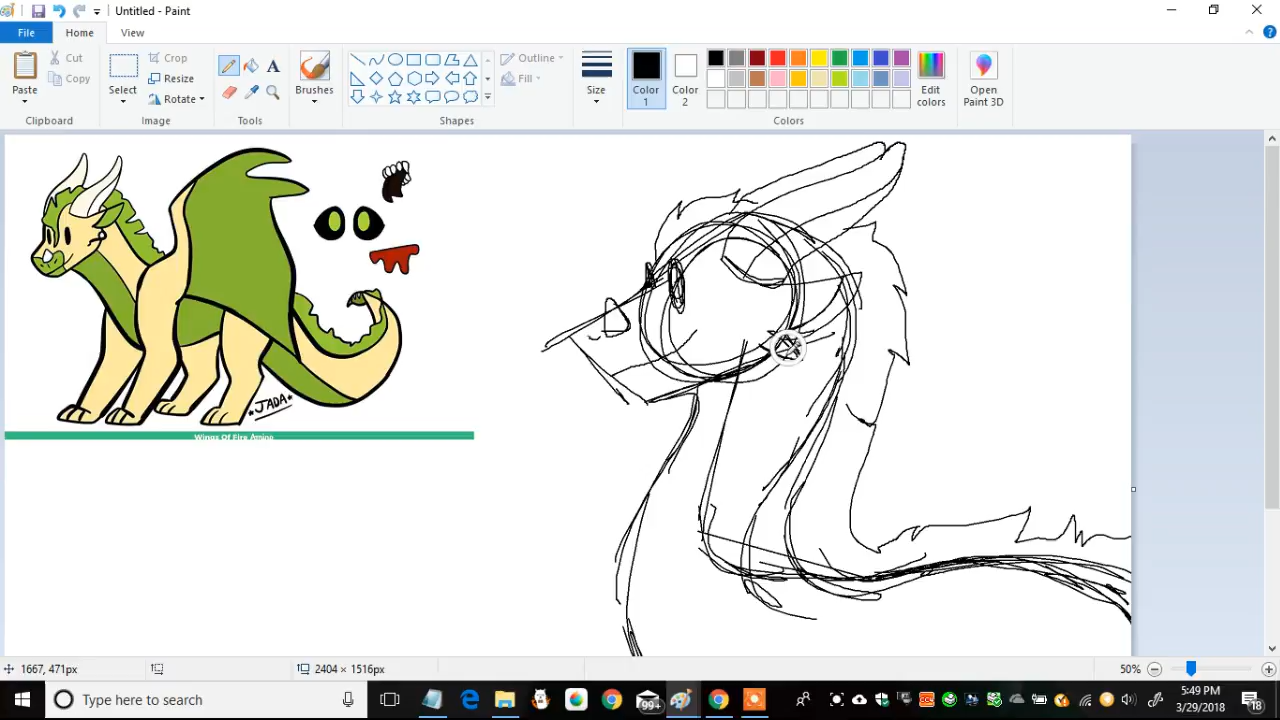 Untitled - Paint
File
Home
View
Paste
Cut
Copy
Clipboard
Select
Crop
Resize
Rotate
Image
A
Tools
Brushes
Outline
Fill
Shapes
Size
Color 1
Color 2
Edit colors
Colors
Open Paint 3D
*JADA*
Wings Of Fire Amino
1667, 471px
2404 × 1516px
50%
Type here to search
99+
5:49 PM
3/29/2018
18